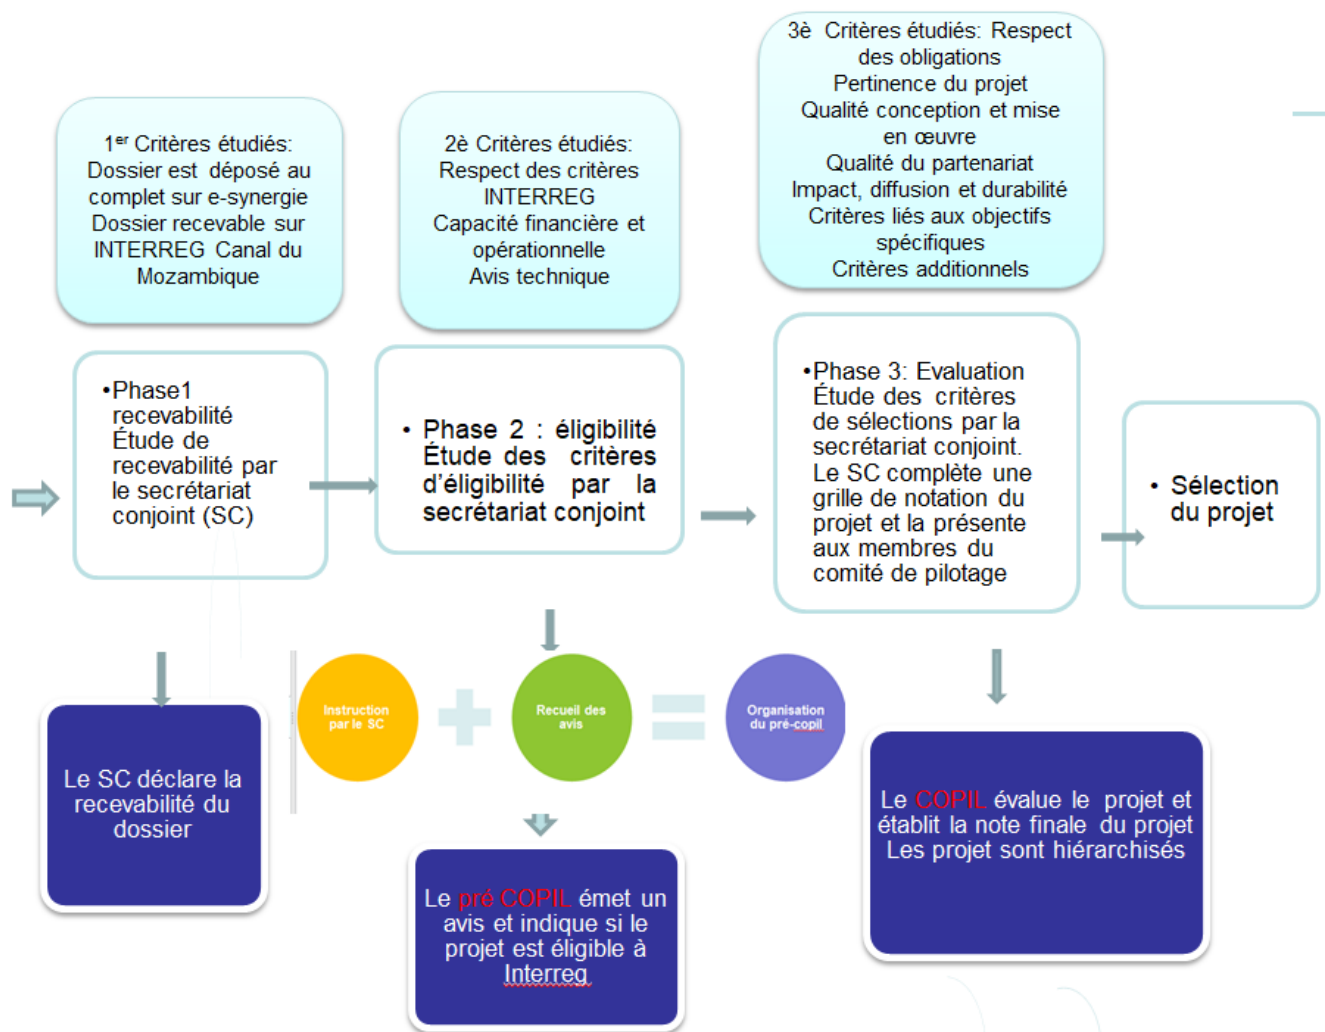 1er Critères étudiés:
Dossier est déposé au
complet sur e-synergie
Dossier recevable sur
INTERREG Canal du
Mozambique
2è Critères étudiés:
Respect des critères
INTERREG
Capacité financière et
opérationnelle
Avis technique
3è Critères étudiés: Respect
des obligations
Pertinence du projet
Qualité conception et mise
en œuvre
Qualité du partenariat
Impact, diffusion et durabilité
Critères liés aux objectifs
spécifiques
Critères additionnels
•Phase1
recevabilité
Étude de
recevabilité par
le secrétariat
conjoint (SC)
• Phase 2 : éligibilité
Étude des critères
d’éligibilité par la
secrétariat conjoint
•Phase 3: Evaluation
Étude des critères
de sélections par la
secrétariat conjoint.
Le SC complète une
grille de notation du
projet et la présente
aux membres du
comité de pilotage
• Sélection
du projet
Instruction
par le SC
Recueil des
avis
Organisation
du pré-copil
Le SC déclare la
recevabilité du
dossier
Le pré COPIL émet un
avis et indique si le
projet est éligible à
Interreg
Le COPIL évalue le projet et
établit la note finale du projet
Les projet sont hiérarchisés